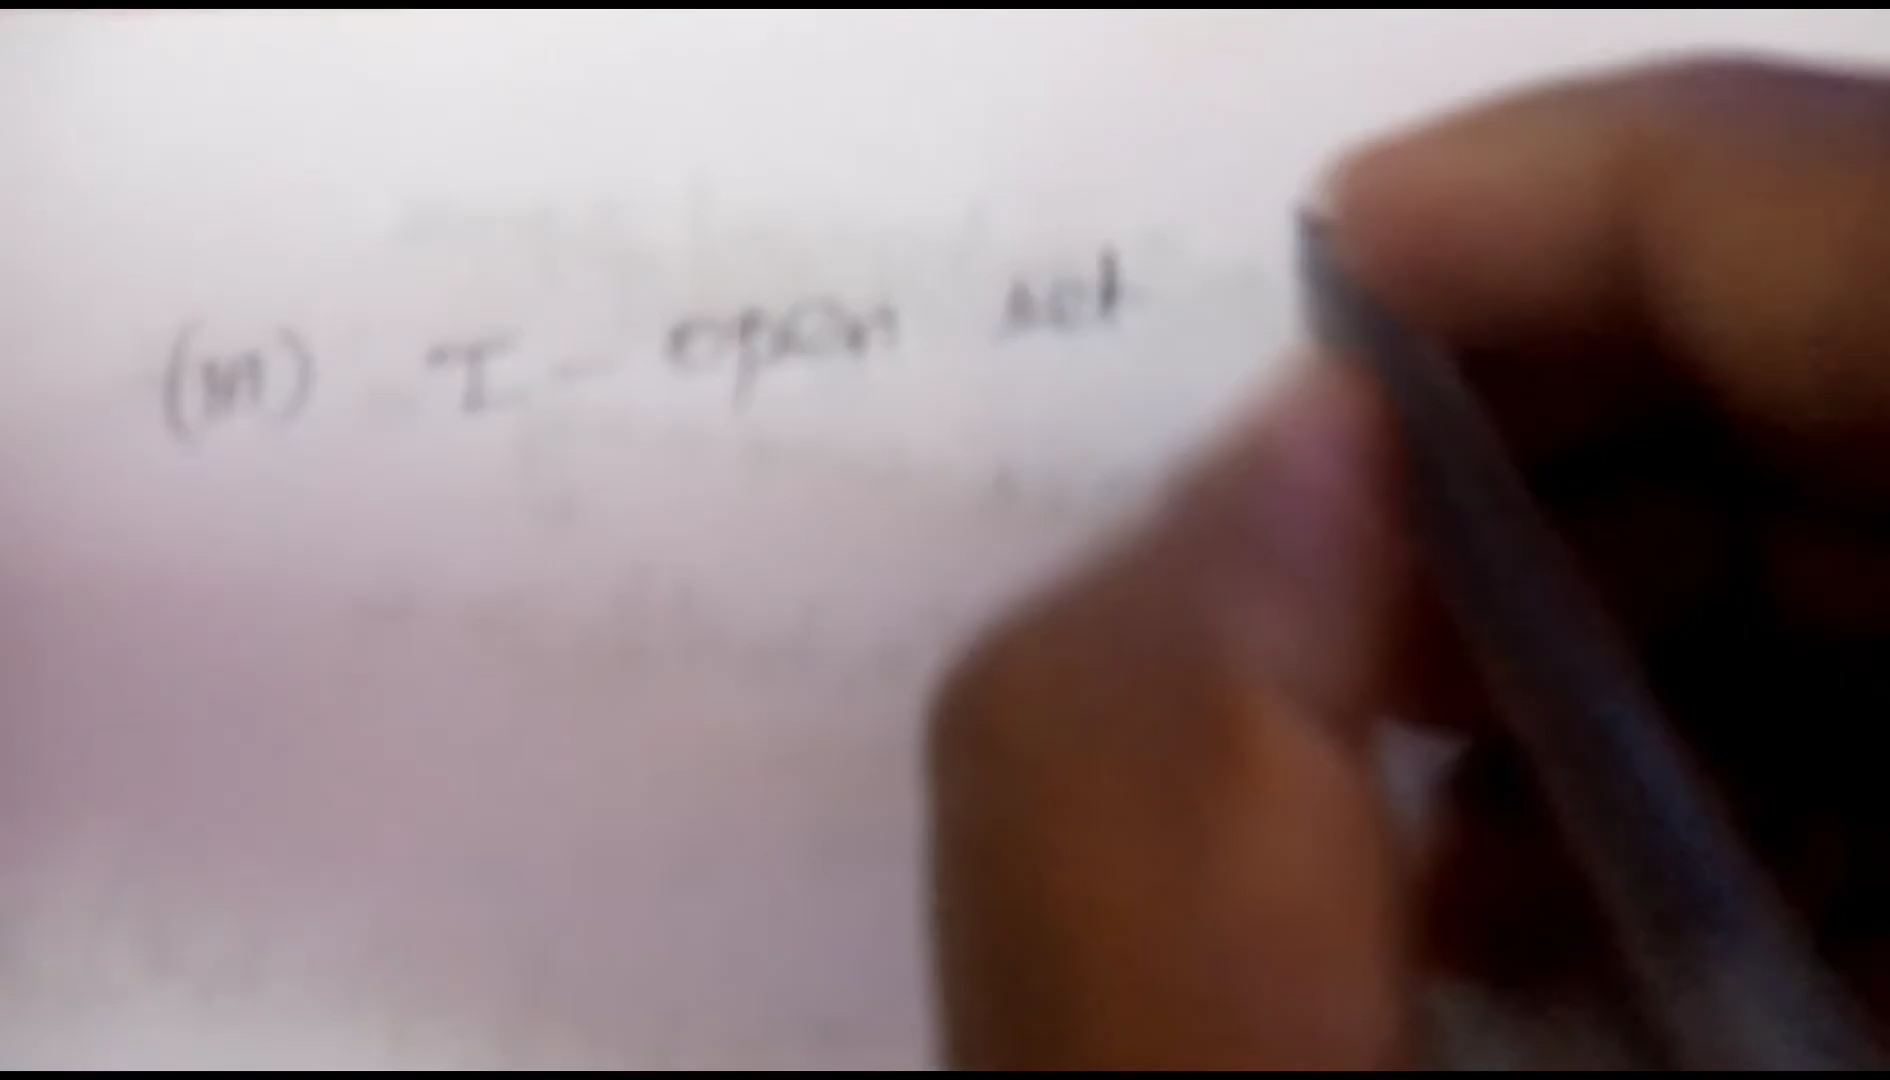 (iii) T - open set